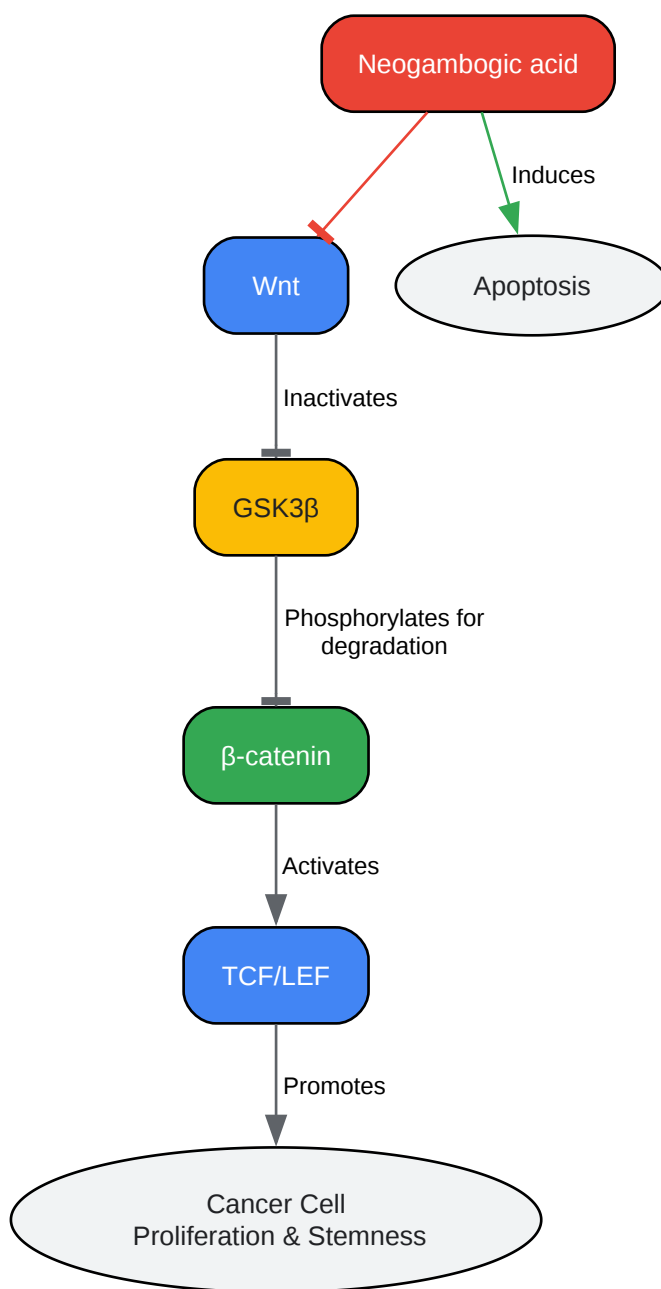 Neogambogic acid
Induces
Wnt
Apoptosis
Inactivates
GSK3β
Phosphorylates for
degradation
β-catenin
Activates
TCF/LEF
Promotes
Cancer Cell
Proliferation & Stemness